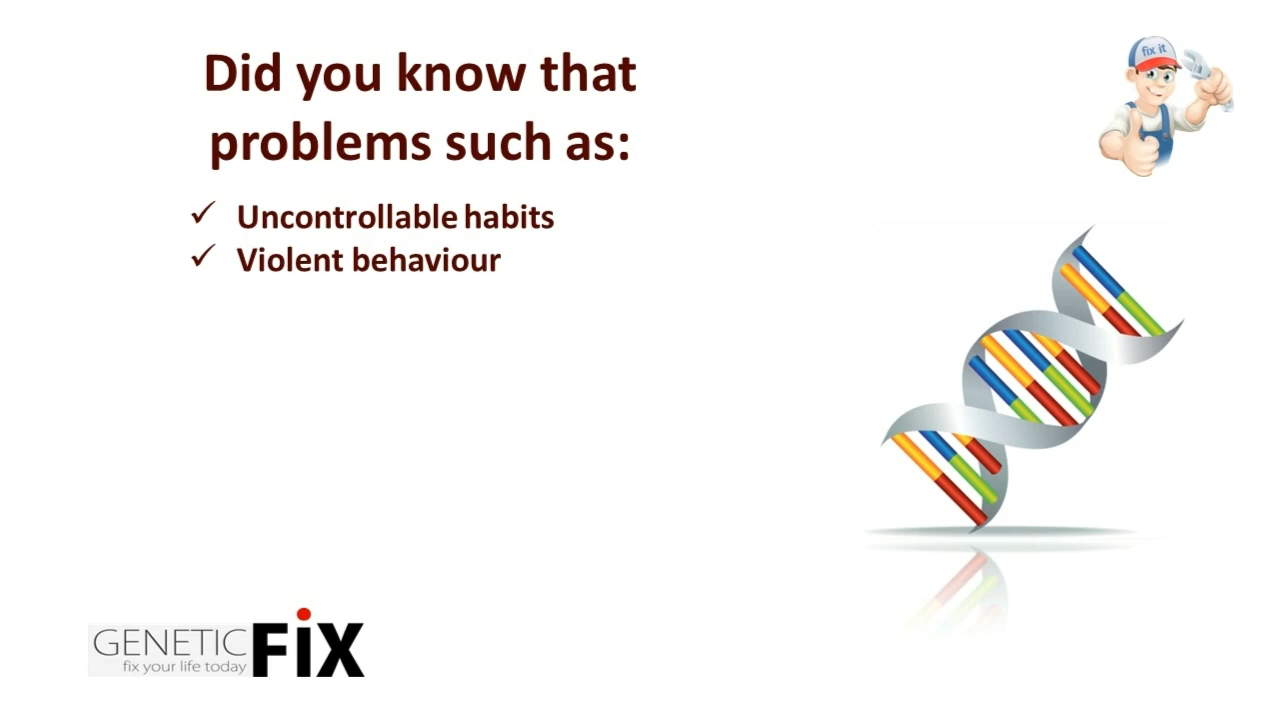 Did you know that
problems such as:
✓ Uncontrollable habits
✓ Violent behaviour
fix it
GENETIC FiX
fix your life today